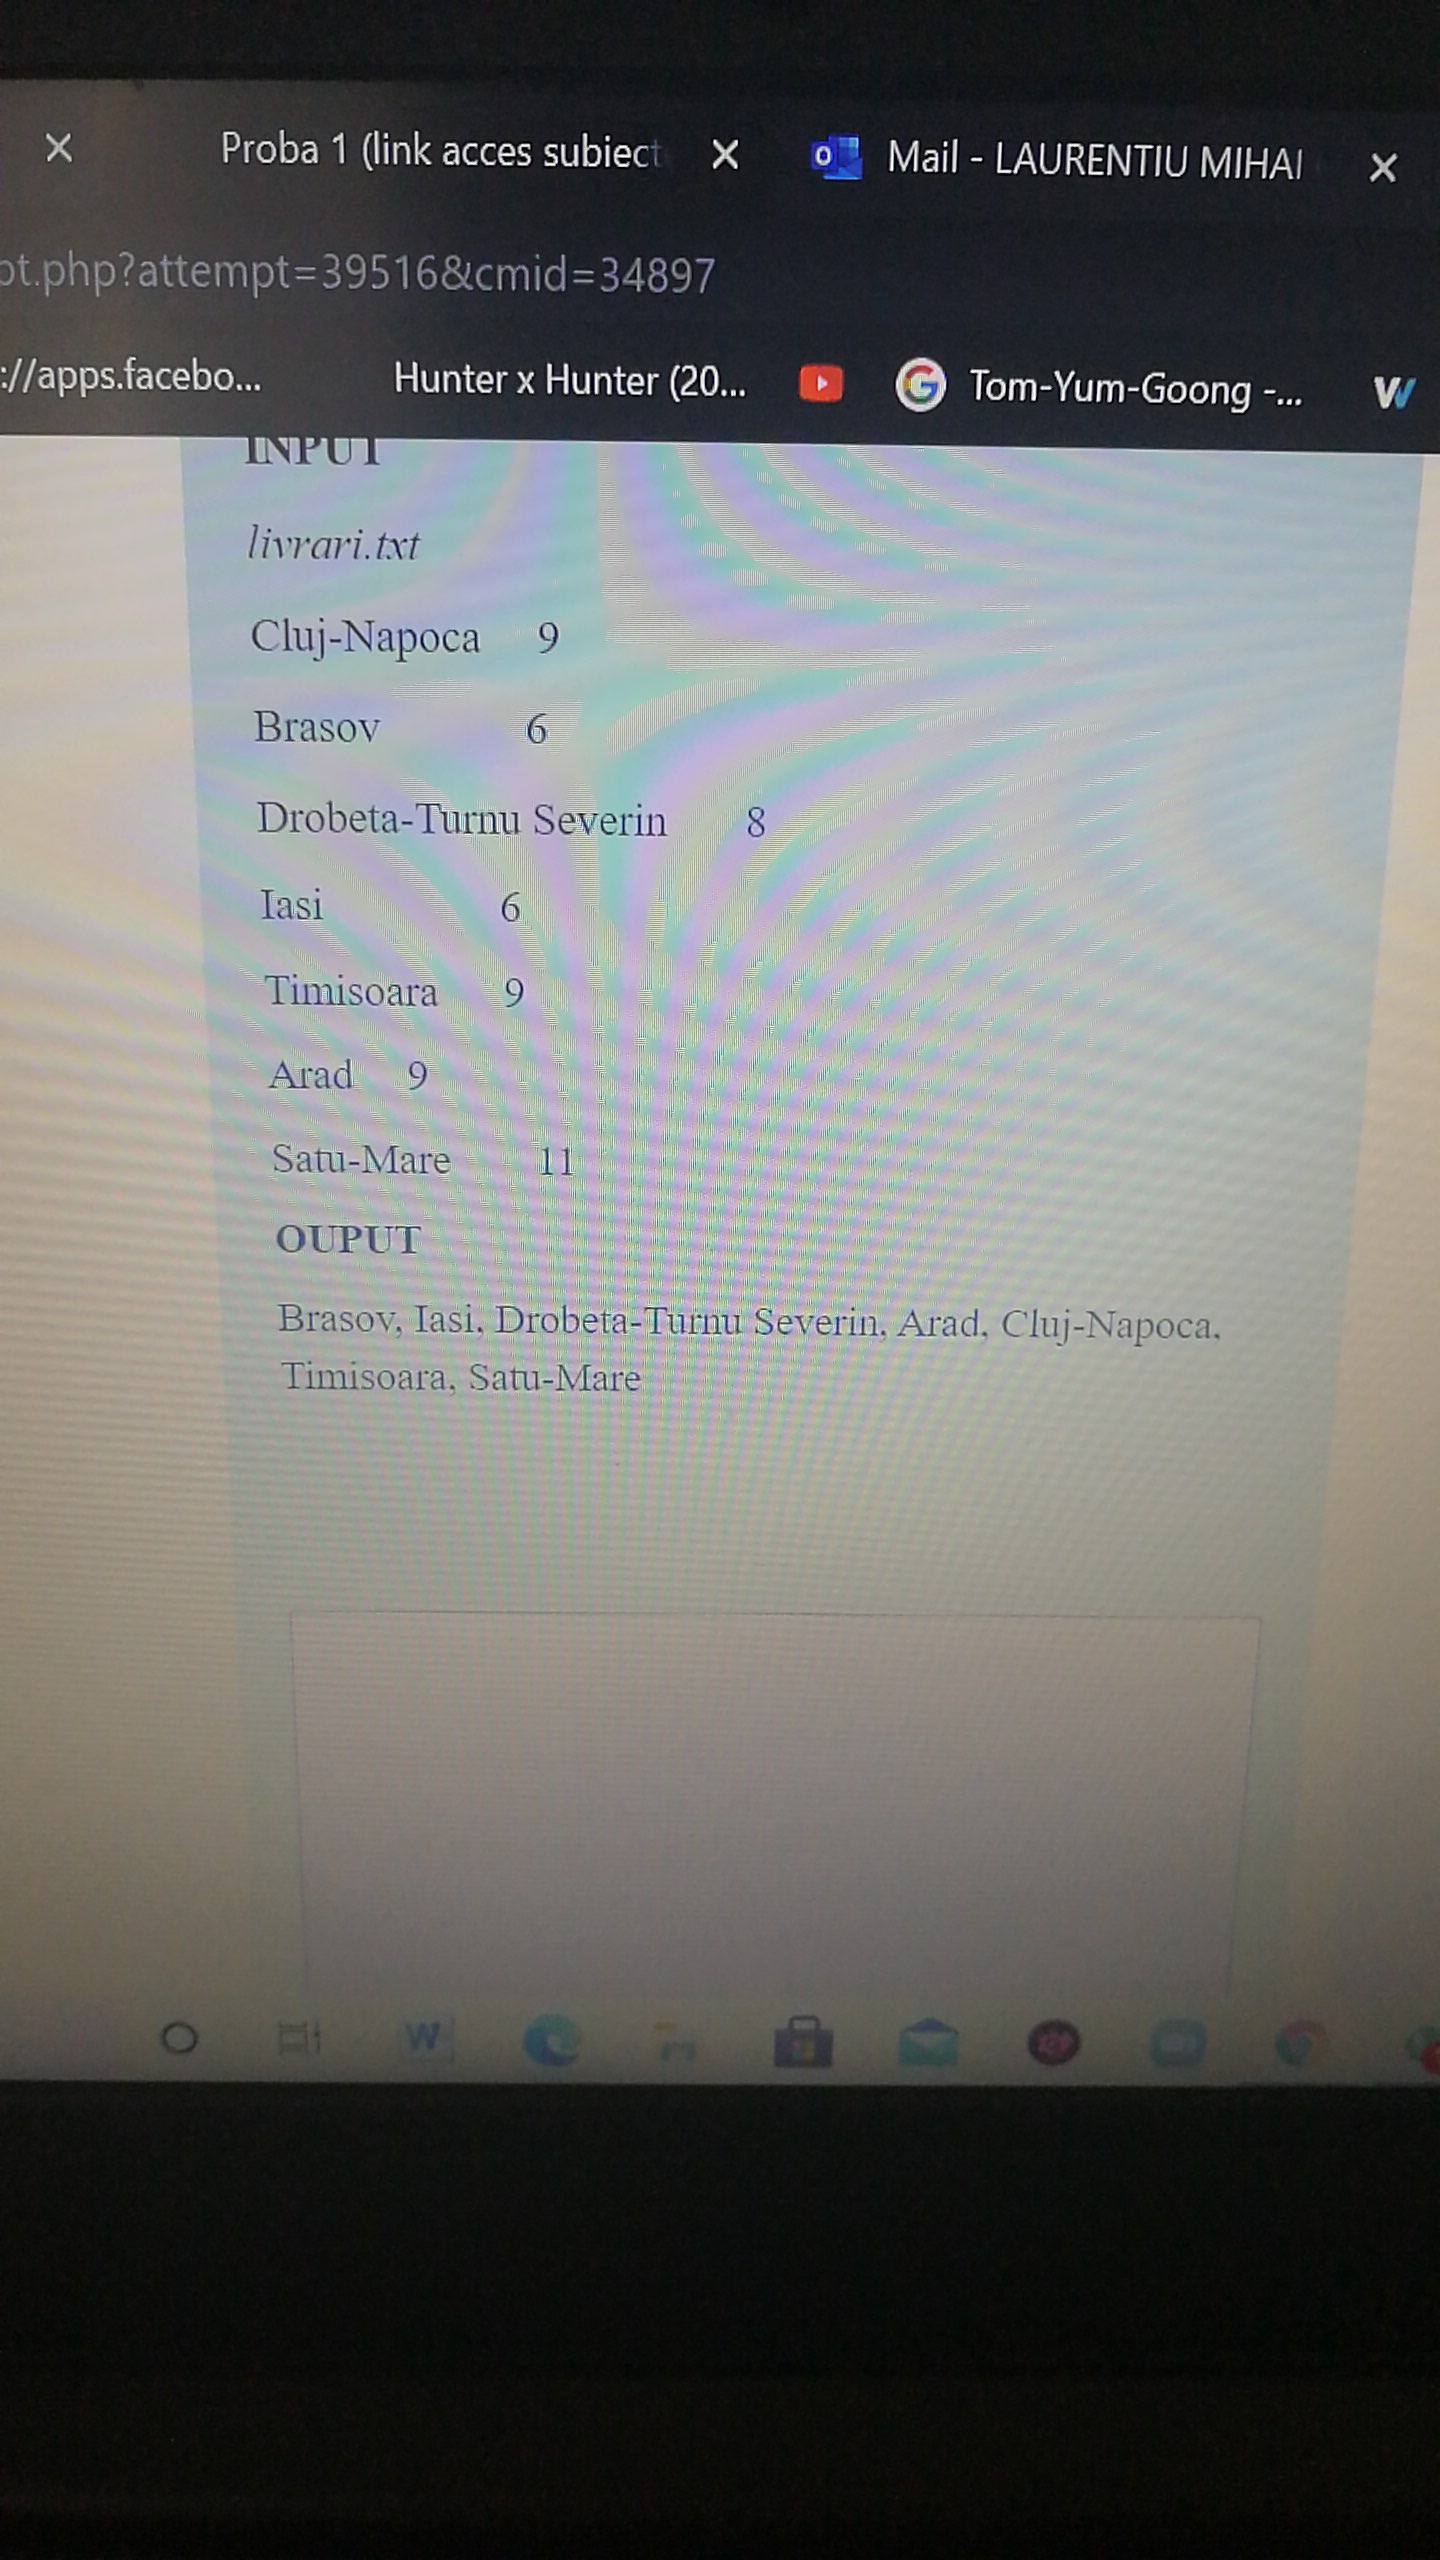 Proba 1 (link acces subiect
Mail - LAURENTIU MIHAI
pt.php?attempt=39516&cmid=34897
://apps.facebo...
Hunter x Hunter (20...
Tom-Yum-Goong -...
INPUT
livrari.txt
Cluj-Napoca 9
Brasov 6
Drobeta-Turnu Severin 8
Iasi 6
Timisoara 9
Arad 9
Satu-Mare 11
OUPUT
Brasov, Iasi, Drobeta-Turnu Severin, Arad, Cluj-Napoca,
Timisoara, Satu-Mare